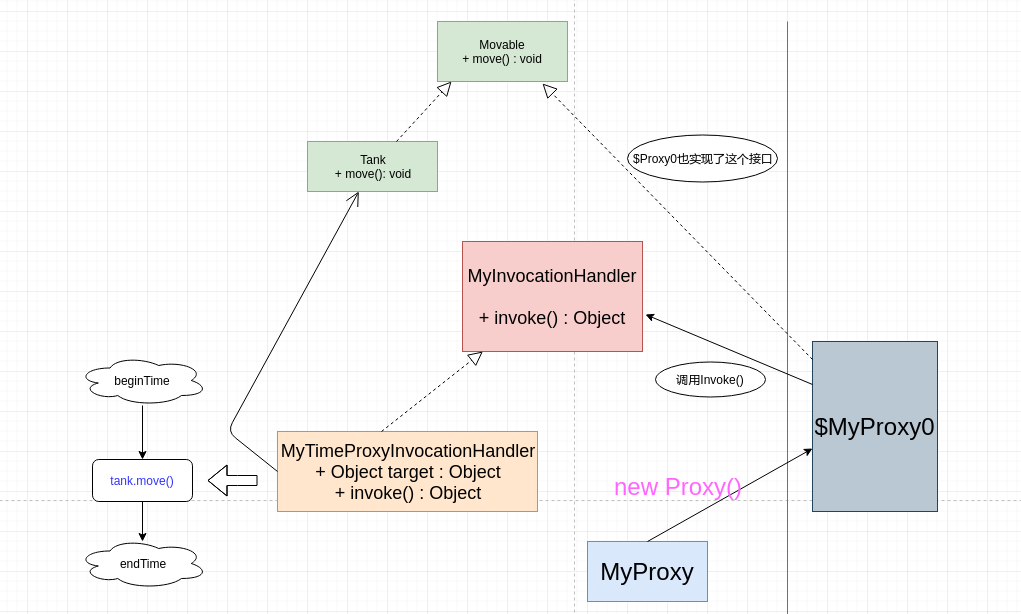 Movable
+ move() : void
$Proxy0也实现了这个接口
Tank
+ move(): void
MyInvocationHandler
+ invoke() : Object
调用Invoke()
beginTime
$MyProxy0
MyTimeProxyInvocationHandler
+ Object target : Object
+ invoke() : Object
tank.move()
new Proxy()
endTime
MyProxy